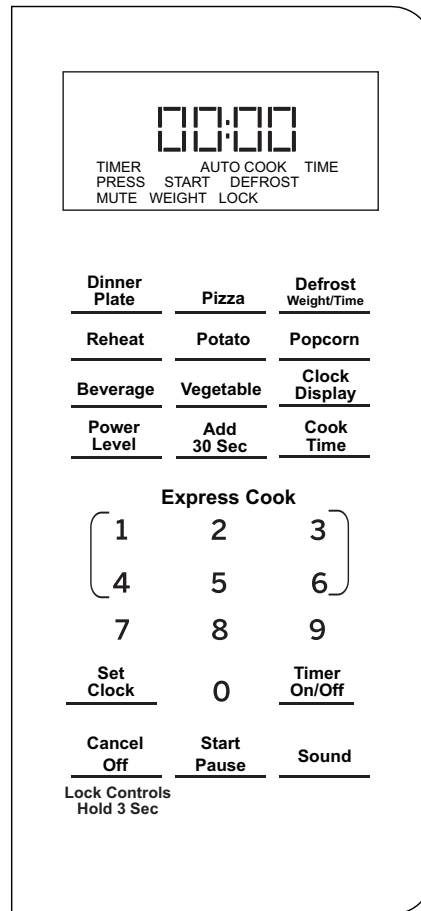 00:00
TIMER AUTO COOK TIME
PRESS START DEFROST
MUTE WEIGHT LOCK
Dinner
Plate
Pizza
Defrost
Weight/Time
Reheat
Potato
Popcorn
Beverage
Vegetable
Clock
Display
Power
Level
Add
30 Sec
Cook
Time
Express Cook
1 2 3
4 5 6
7 8 9
Set
Clock
0
Timer
On/Off
Cancel
Off
Start
Pause
Sound
Lock Controls
Hold 3 Sec